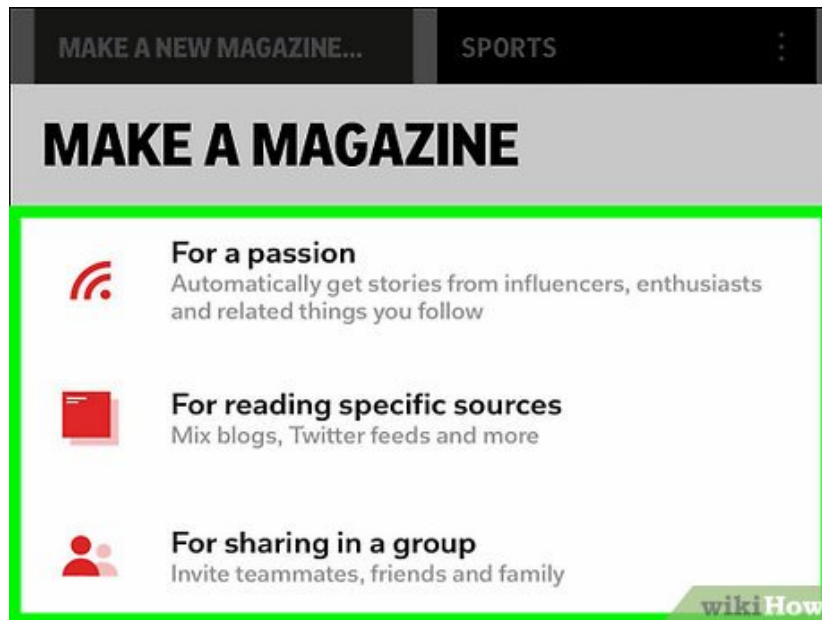 MAKE A NEW MAGAZINE...
SPORTS
MAKE A MAGAZINE
For a passion
Automatically get stories from influencers, enthusiasts
and related things you follow
For reading specific sources
Mix blogs, Twitter feeds and more
For sharing in a group
Invite teammates, friends and family
wikiHow